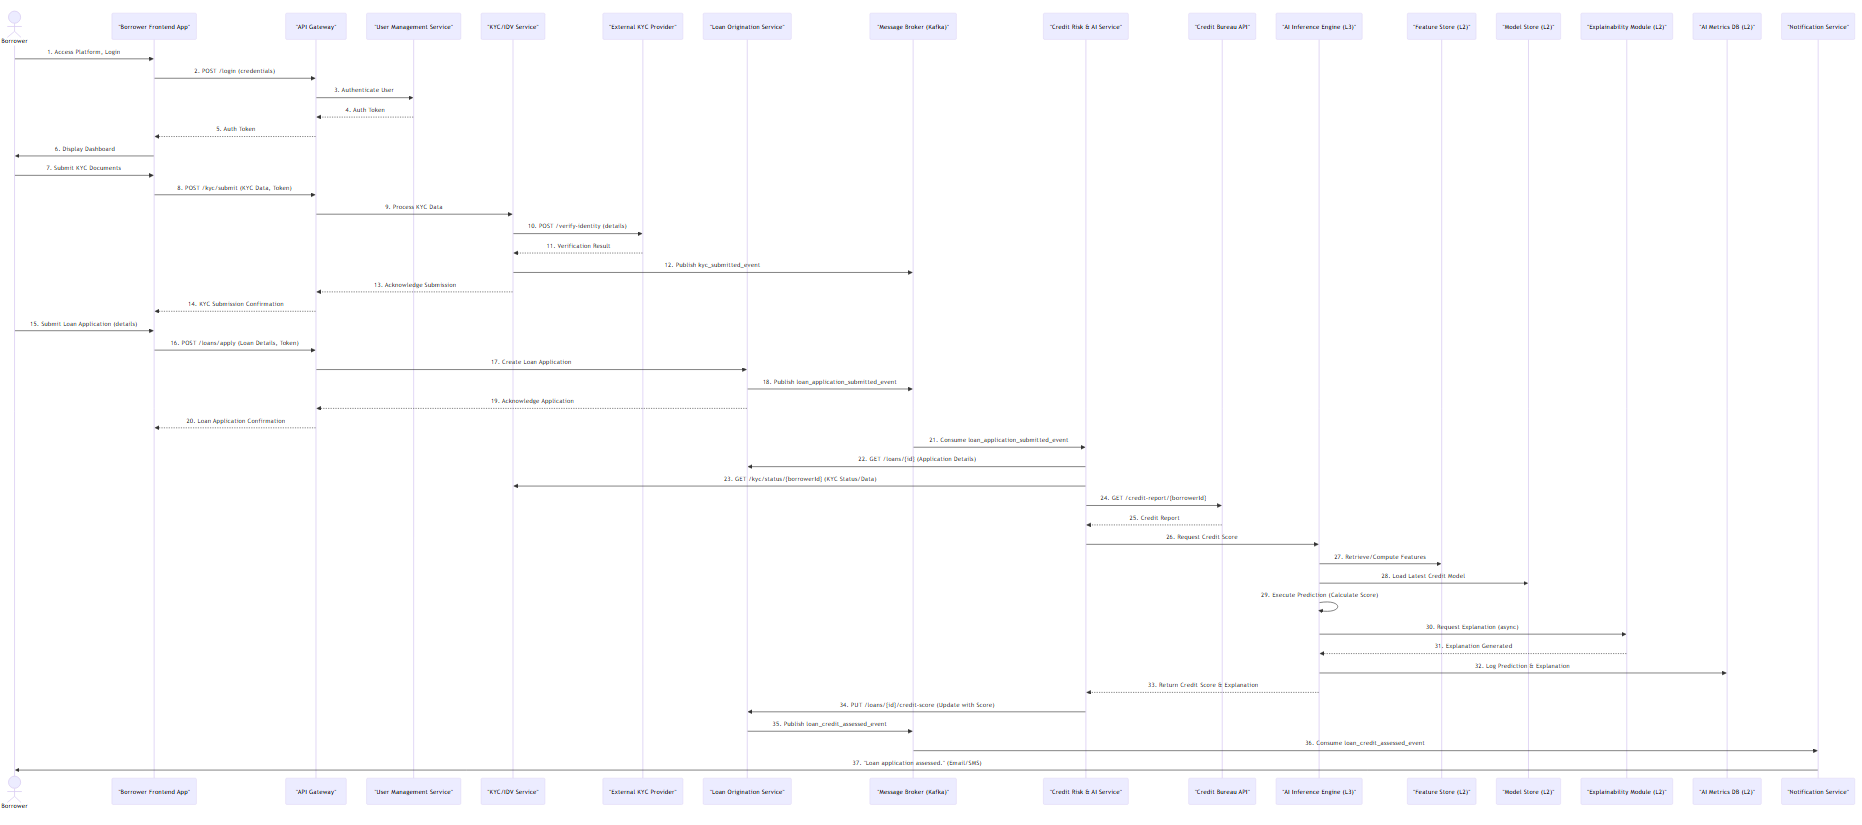 "Borrower Frontend App" "API Gateway" "User Management Service" "KYC/IDV Service" "External KYC Provider" "Loan Origination Service" "Message Broker (Kafka)" "Credit Risk & AI Service" "Credit Bureau API" "AI Inference Engine (L3)" "Feature Store (L2)" "Model Store (L2)" "Explainability Module (L2)" "AI Metrics DB (L2)" "Notification Service"
Borrower
1. Access Platform, Login
2. POST /login (credentials)
3. Authenticate User
4. Auth Token
5. Auth Token
6. Display Dashboard
7. Submit KYC Documents
8. POST /kyc/submit (KYC Data, Token)
9. Process KYC Data
10. POST /verify-identity (details)
11. Verification Result
12. Publish kyc_submitted_event
13. Acknowledge Submission
14. KYC Submission Confirmation
15. Submit Loan Application (details)
16. POST /loans/apply (Loan Details, Token)
17. Create Loan Application
18. Publish loan_application_submitted_event
19. Acknowledge Application
20. Loan Application Confirmation
21. Consume loan_application_submitted_event
22. GET /loans/[id] (Application Details)
23. GET /kyc/status/[borrowerId] (KYC Status/Data)
24. GET /credit-report/[borrowerId]
25. Credit Report
26. Request Credit Score
27. Retrieve/Compute Features
28. Load Latest Credit Model
29. Execute Prediction (Calculate Score)
30. Request Explanation (async)
31. Explanation Generated
32. Log Prediction & Explanation
33. Return Credit Score & Explanation
34. PUT /loans/[id]/credit-score (Update with Score)
35. Publish loan_credit_assessed_event
36. Consume loan_credit_assessed_event
37. "Loan application assessed." (Email/SMS)
"Borrower Frontend App" "API Gateway" "User Management Service" "KYC/IDV Service" "External KYC Provider" "Loan Origination Service" "Message Broker (Kafka)" "Credit Risk & AI Service" "Credit Bureau API" "AI Inference Engine (L3)" "Feature Store (L2)" "Model Store (L2)" "Explainability Module (L2)" "AI Metrics DB (L2)" "Notification Service"
Borrower